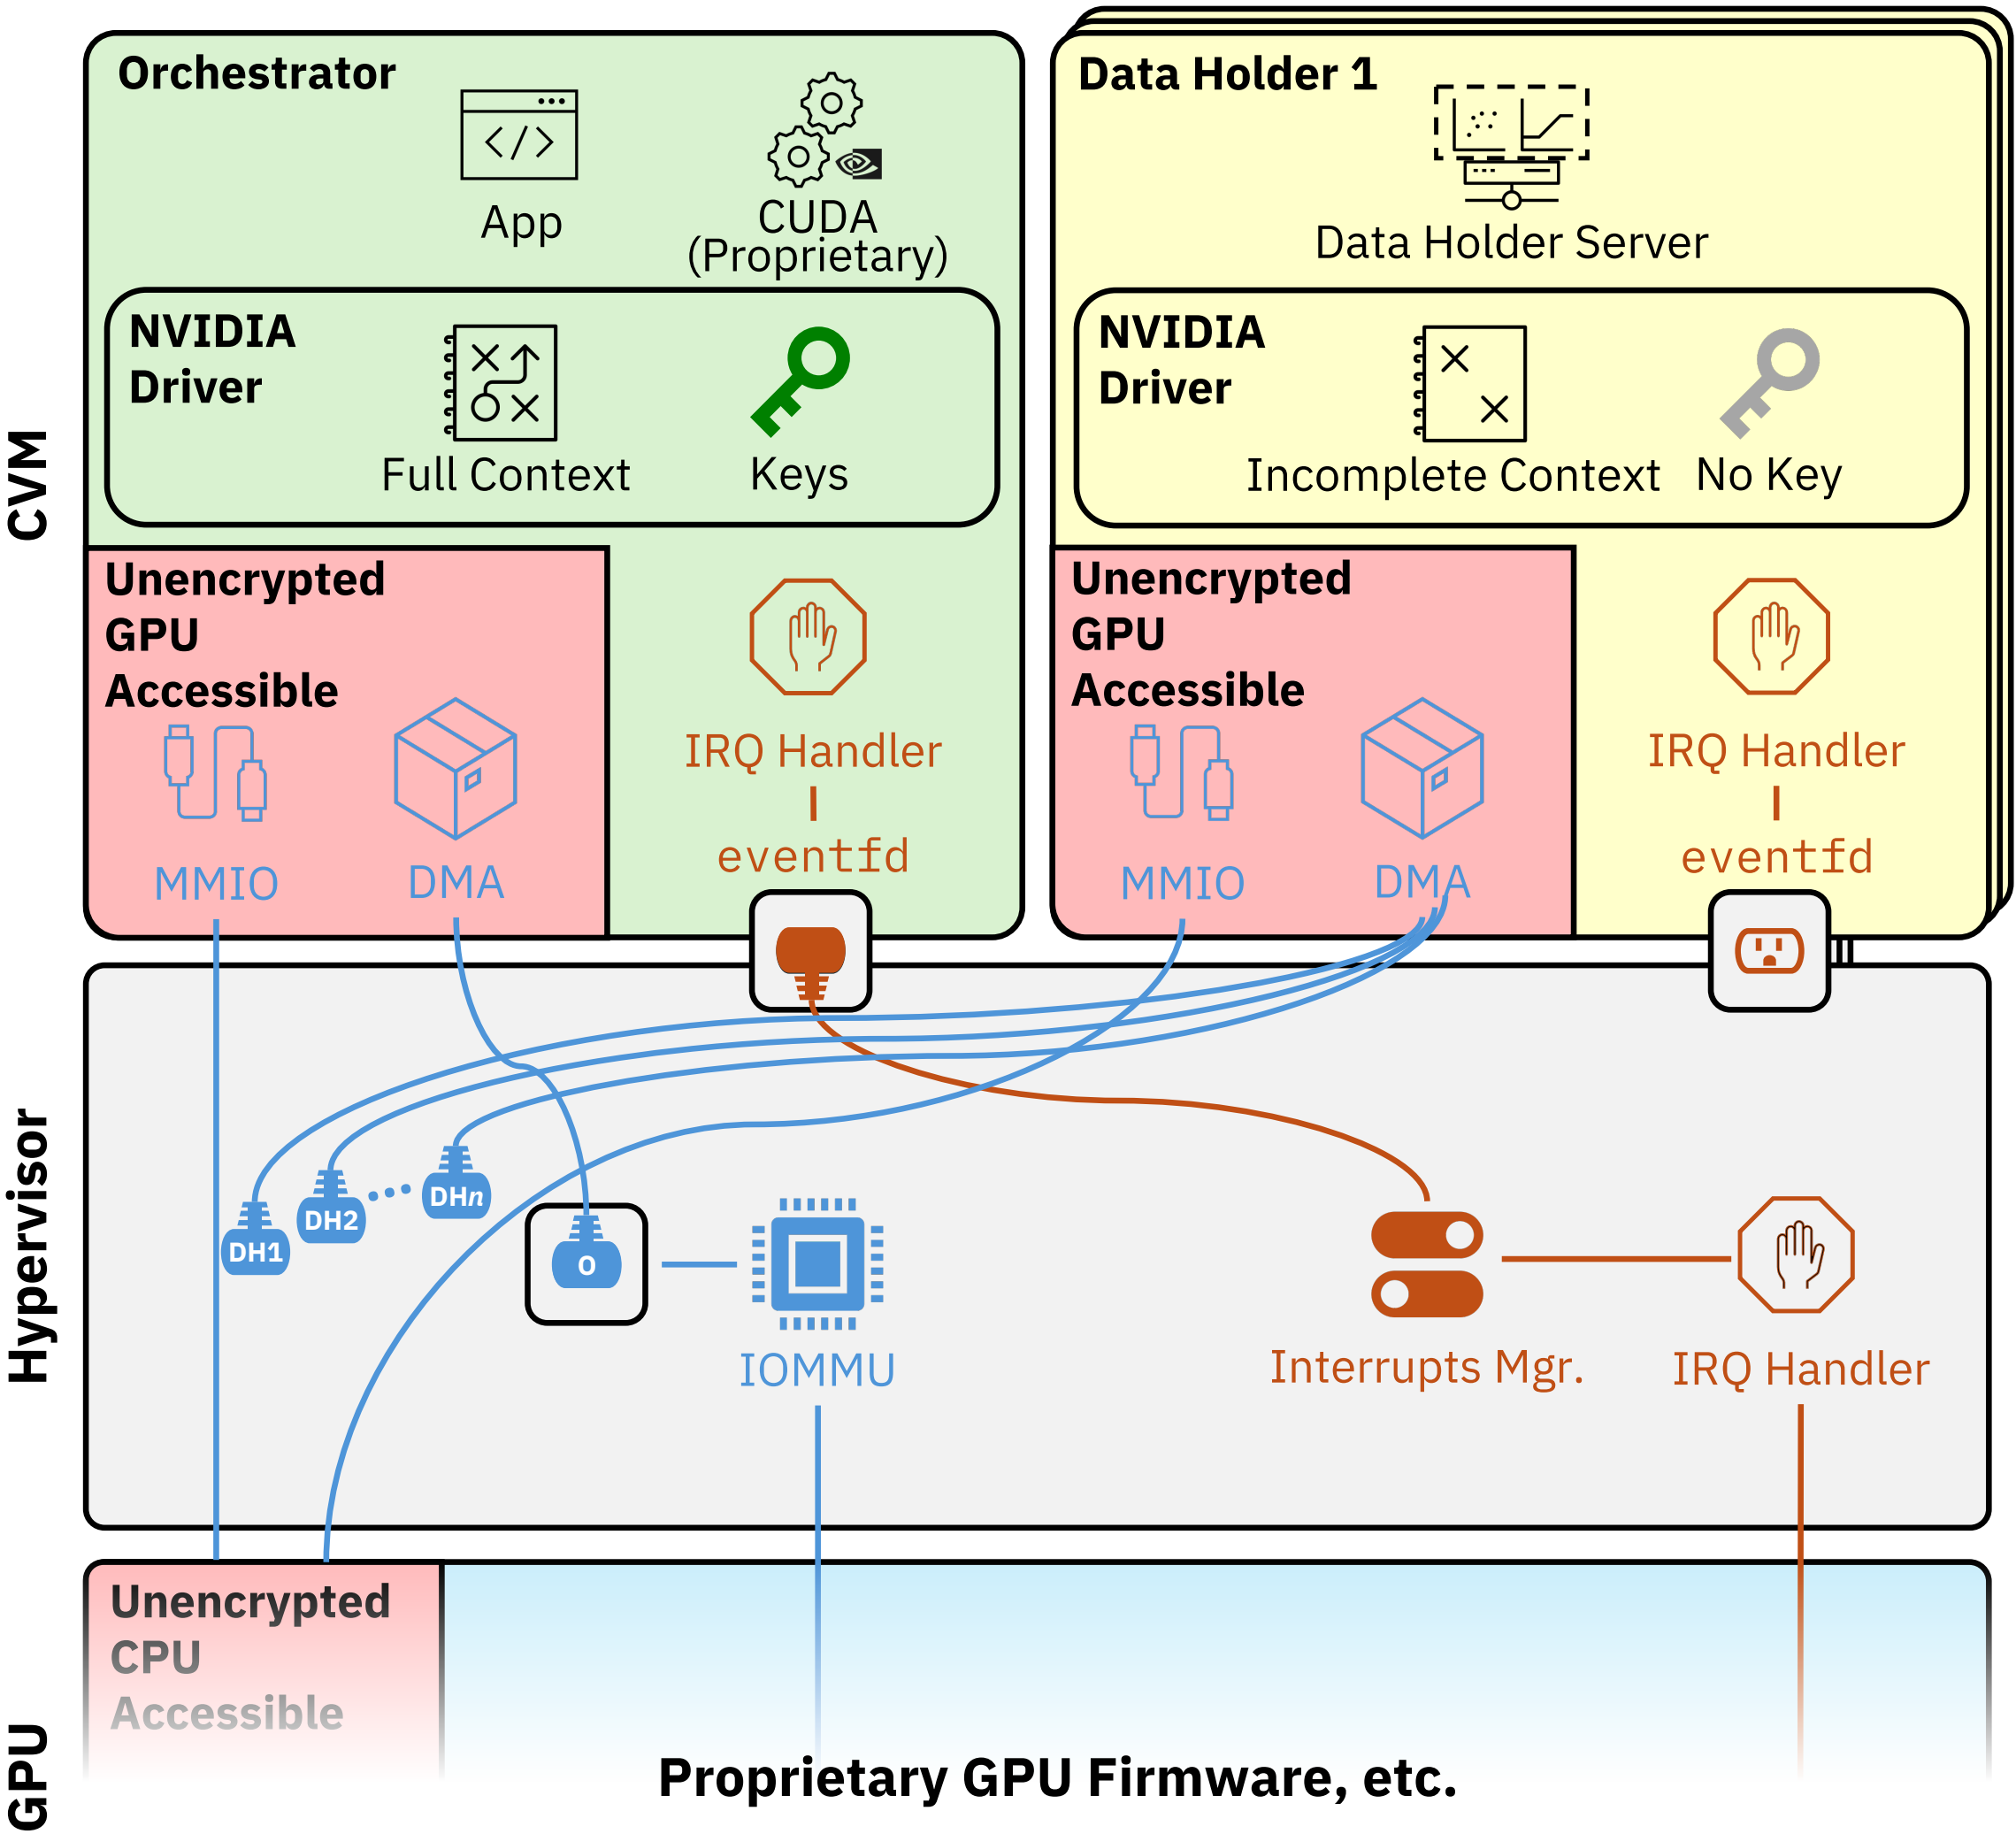 Orchestrator
App
CUDA
(Proprietary)
NVIDIA
Driver
Full Context
Keys
Unencrypted
GPU
Accessible
MMIO
DMA
IRQ Handler
eventfd
Data Holder 1
Data Holder Server
NVIDIA
Driver
Incomplete Context
No Key
Unencrypted
GPU
Accessible
MMIO
DMA
IRQ Handler
eventfd
CVM
Hypervisor
DH1
DH2
DHn
O
IOMMU
Interrupts Mgr.
IRQ Handler
GPU
Unencrypted
CPU
Accessible
Proprietary GPU Firmware, etc.